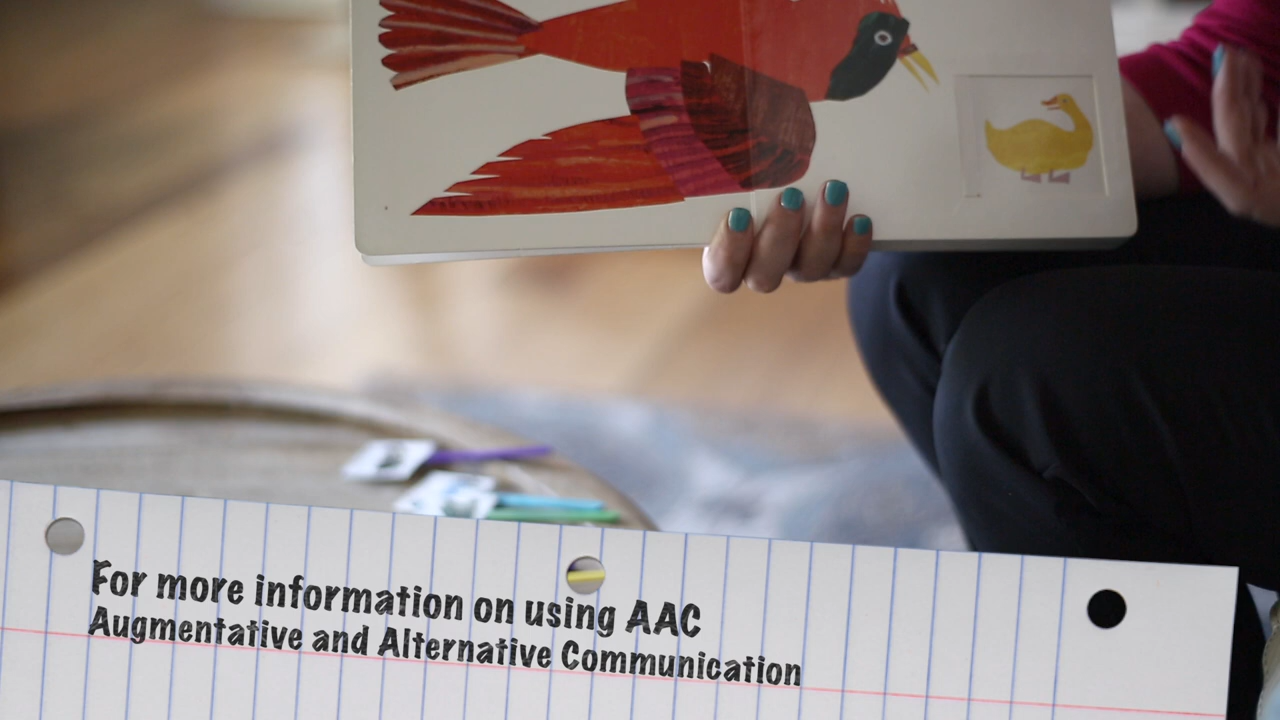 For more information on using AAC
Augmentative and Alternative Communication